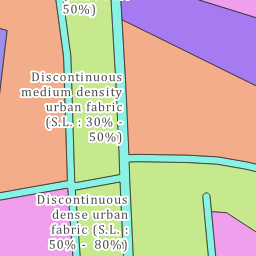 50%)
Discontinuous
medium density
urban fabric
(S.L. : 30% -
50%)
Discontinuous
dense urban
fabric (S.L. :
50% - 80%)